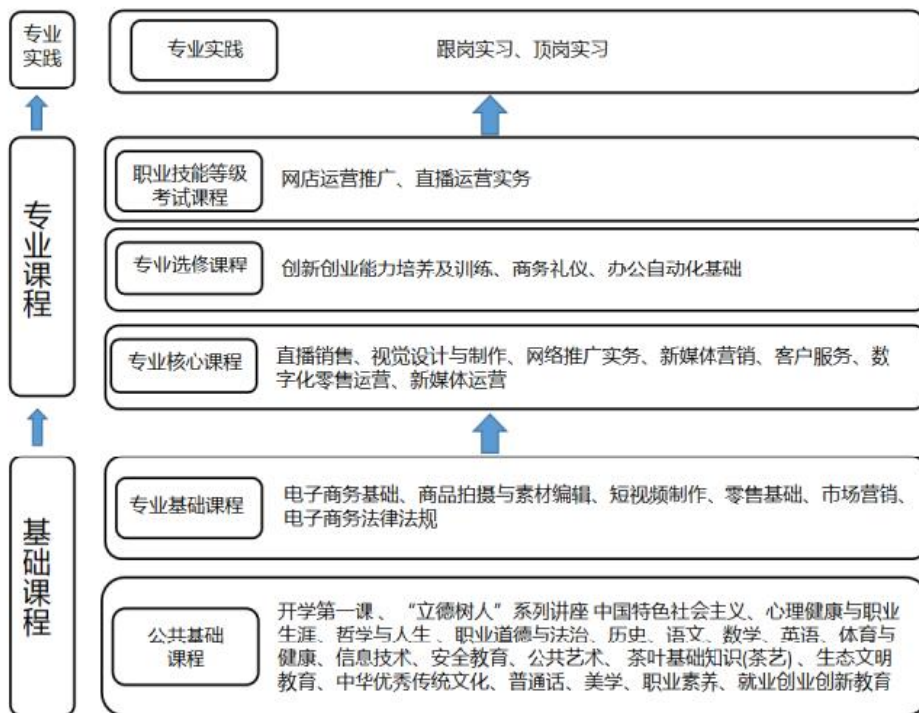 专业
实践
专业实践
跟岗实习、顶岗实习
专业课程
职业技能等级
考试课程
网店运营推广、直播运营实务
专业选修课程
创新创业能力培养及训练、商务礼仪、办公自动化基础
专业核心课程
直播销售、视觉设计与制作、网络推广实务、新媒体营销、客户服务、数
字化零售运营、新媒体运营
基础课程
专业基础课程
电子商务基础、商品拍摄与素材编辑、短视频制作、零售基础、市场营销、
电子商务法律法规
公共基础
课程
开学第一课 、“立德树人”系列讲座 中国特色社会主义、心理健康与职业
生涯、哲学与人生 、职业道德与法治、历史、语文、数学、英语、体育与
健康、信息技术、安全教育、公共艺术、 茶叶基础知识(茶艺) 、生态文明
教育、中华优秀传统文化、普通话、美学、职业素养、就业创业创新教育